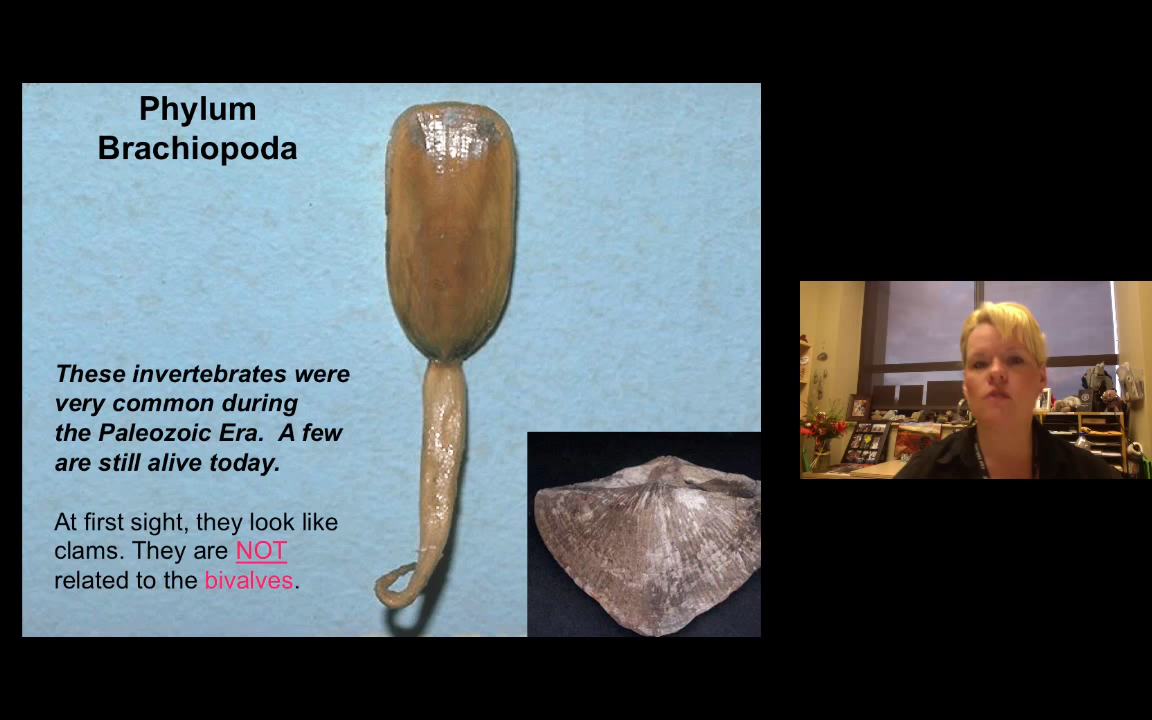 Phylum
Brachiopoda
These invertebrates were
very common during
the Paleozoic Era.  A few
are still alive today.
At first sight, they look like
clams. They are NOT
related to the bivalves.